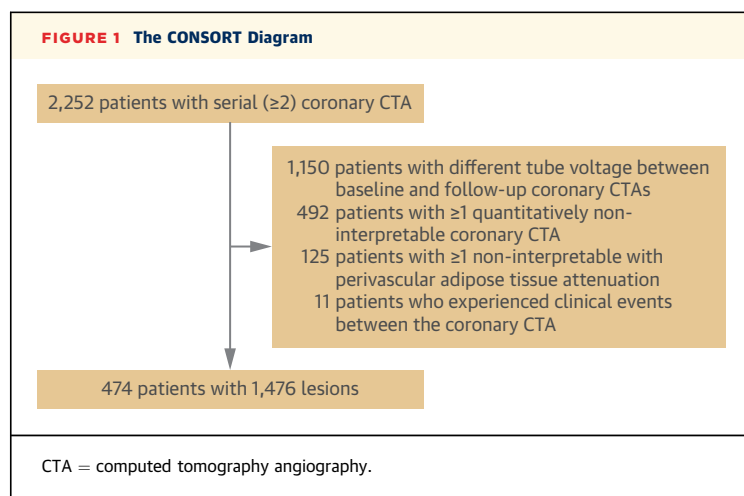 FIGURE 1 The CONSORT Diagram
2,252 patients with serial (≥2) coronary CTA
1,150 patients with different tube voltage between
baseline and follow-up coronary CTAs
492 patients with ≥1 quantitatively non-
interpretable coronary CTA
125 patients with ≥1 non-interpretable with
perivascular adipose tissue attenuation
11 patients who experienced clinical events
between the coronary CTA
474 patients with 1,476 lesions
CTA = computed tomography angiography.